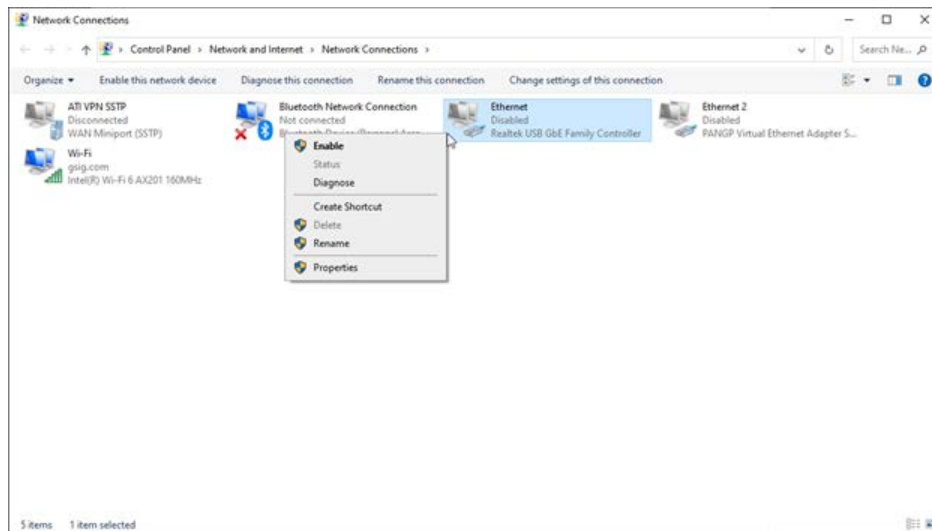 Network Connections
Control Panel > Network and Internet > Network Connections >
Search Ne...
Organize
Enable this network device
Diagnose this connection
Rename this connection
Change settings of this connection
ATI VPN SSTP
Disconnected
WAN Miniport (SSTP)
Bluetooth Network Connection
Not connected
Bluetooth Device (Personal Area ...
Ethernet
Disabled
Realtek USB GbE Family Controller
Ethernet 2
Disabled
PANGP Virtual Ethernet Adapter S...
Wi-Fi
gsig.com
Intel(R) Wi-Fi 6 AX201 160MHz
Enable
Status
Diagnose
Create Shortcut
Delete
Rename
Properties
5 items
1 item selected